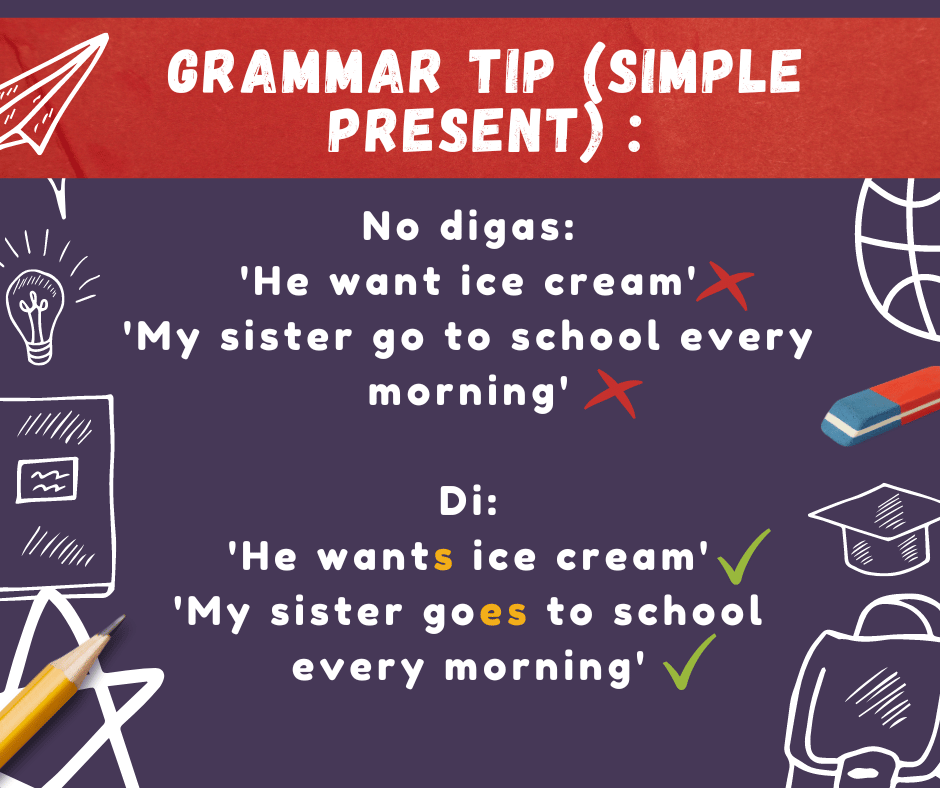 GRAMMAR TIP (SIMPLE
PRESENT) :
No digas:
'He want ice cream'
'My sister go to school every
morning'
Di:
'He wants ice cream'
'My sister goes to school
every morning'